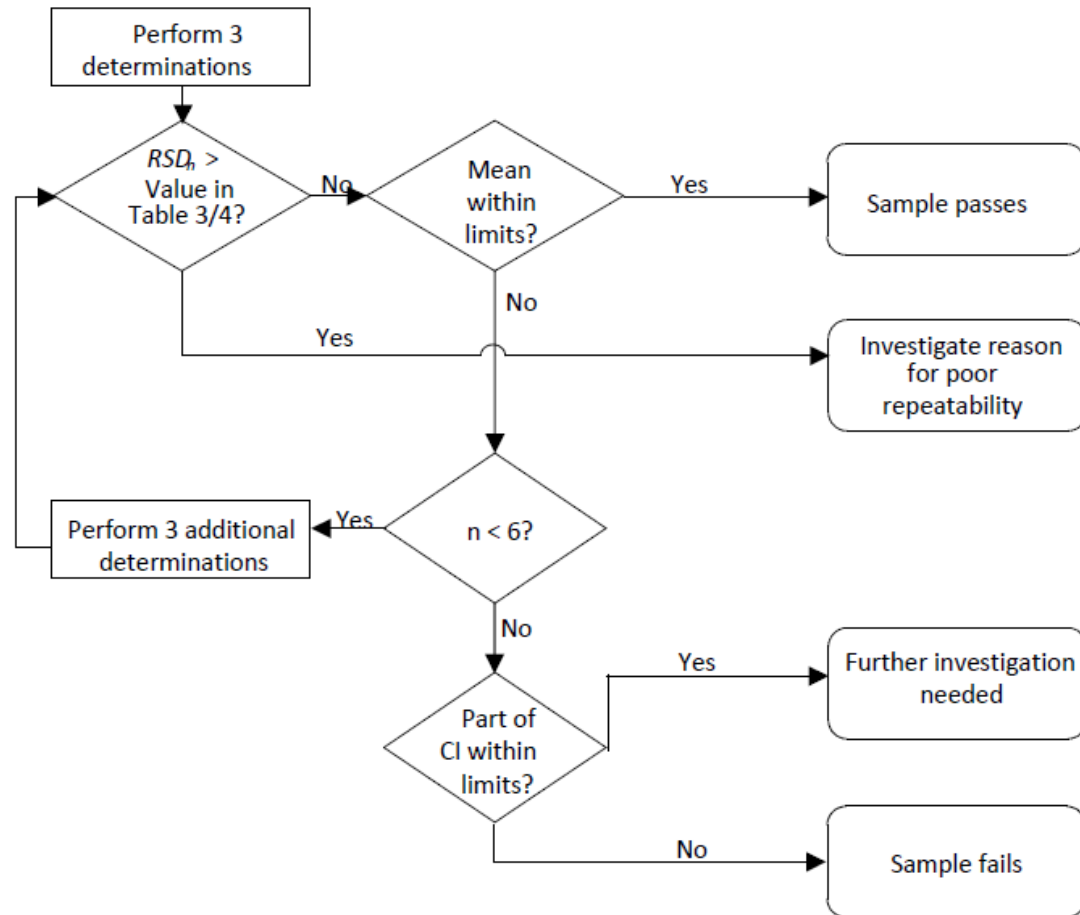 Perform 3
determinations
RSDn >
Value in
Table 3/4?
No
Mean
within
limits?
Yes
Sample passes
No
Yes
Investigate reason
for poor
repeatability
Perform 3 additional
determinations
Yes
n < 6?
No
Part of
CI within
limits?
Yes
Further investigation
needed
No
Sample fails